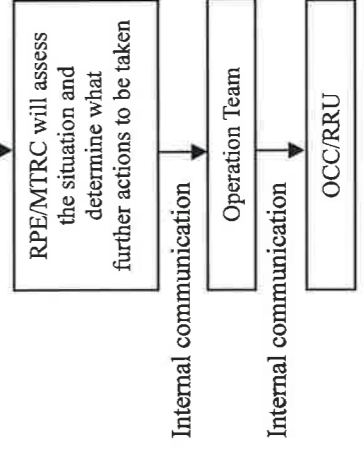 RPE/MTRC will assess
the situation and
determine what
further actions to be taken
Internal communication
Operation Team
Internal communication
OCC/RRU